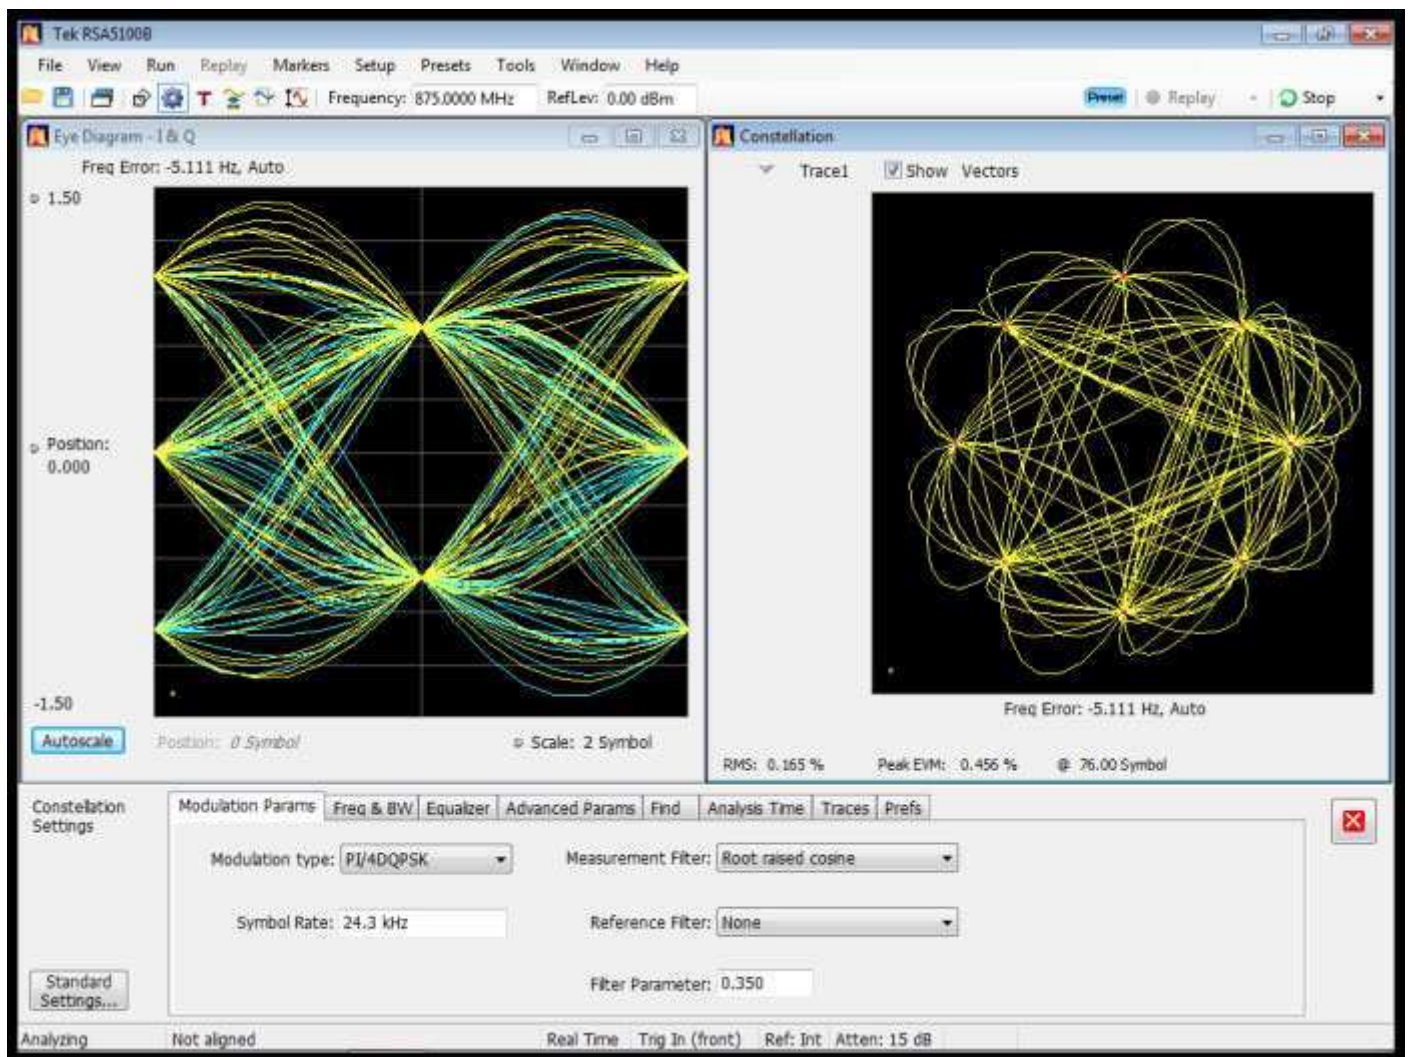 Tek RSA5100B
File View Run Replay Markers Setup Presets Tools Window Help
T Frequency: 875.0000 MHz RefLev: 0.00 dBm Preset Replay Stop
Eye Diagram - I & Q
Freq Error: -5.111 Hz, Auto
1.50
Position:
0.000
-1.50
Autoscale Position: 0 Symbol Scale: 2 Symbol
Constellation
Trace1 Show Vectors
Freq Error: -5.111 Hz, Auto
RMS: 0.165 % Peak EVM: 0.456 % @ 76.00 Symbol
Constellation
Settings
Modulation Params Freq & BW Equalizer Advanced Params Find Analysis Time Traces Prefs
Modulation type: PI/4DQPSK Measurement Filter: Root raised cosine
Symbol Rate: 24.3 kHz Reference Filter: None
Filter Parameter: 0.350
Standard
Settings...
Analyzing Not aligned Real Time Trig In (front) Ref: Int Atten: 15 dB